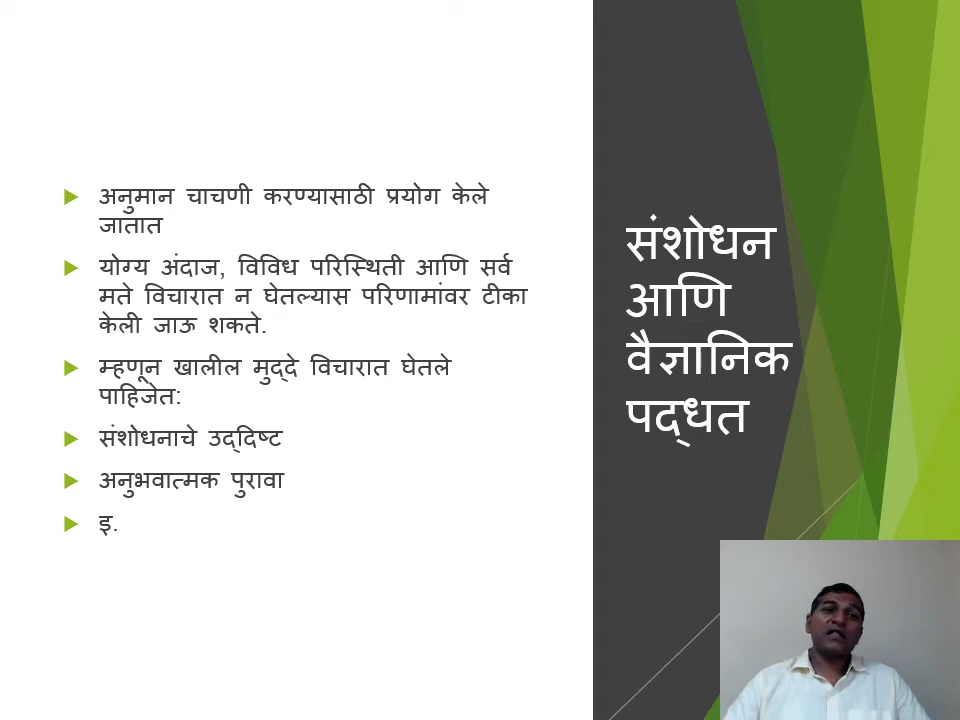 अनुमान चाचणी करण्यासाठी प्रयोग केले
जातात
योग्य अंदाज, विविध परिस्थिती आणि सर्व
मते विचारात न घेतल्यास परिणामांवर टीका
केली जाऊ शकते.
म्हणून खालील मुद्दे विचारात घेतले
पाहिजेत:
संशोधनाचे उद्दिष्ट
अनुभवात्मक पुरावा
इ.
संशोधन
आणि
वैज्ञानिक
पद्धत